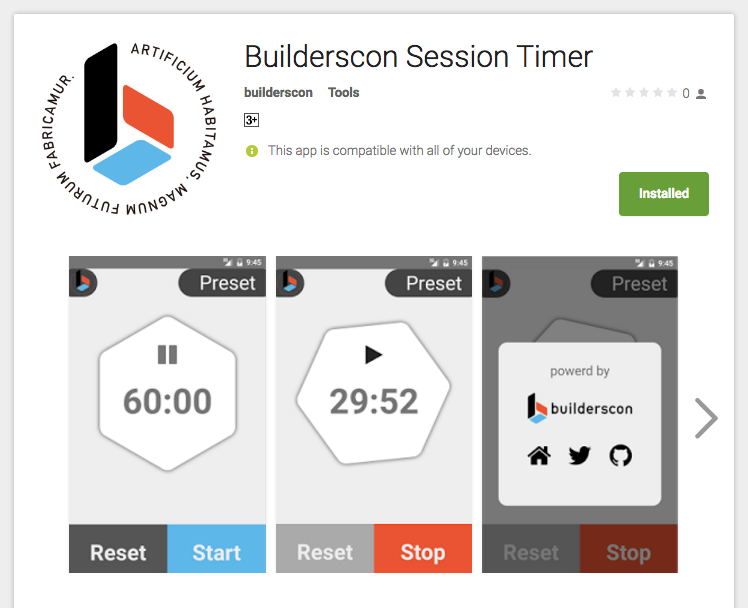 ARTIFICIUM HABITAMUS, MAGNUM FUTURUM FABRICAMUR.
Builderscon Session Timer
builderscon Tools
0
3+
This app is compatible with all of your devices.
Installed
9:45
Preset
60:00
Reset Start
9:45
Preset
29:52
Reset Stop
9:45
Preset
powerd by
builderscon
Reset Stop